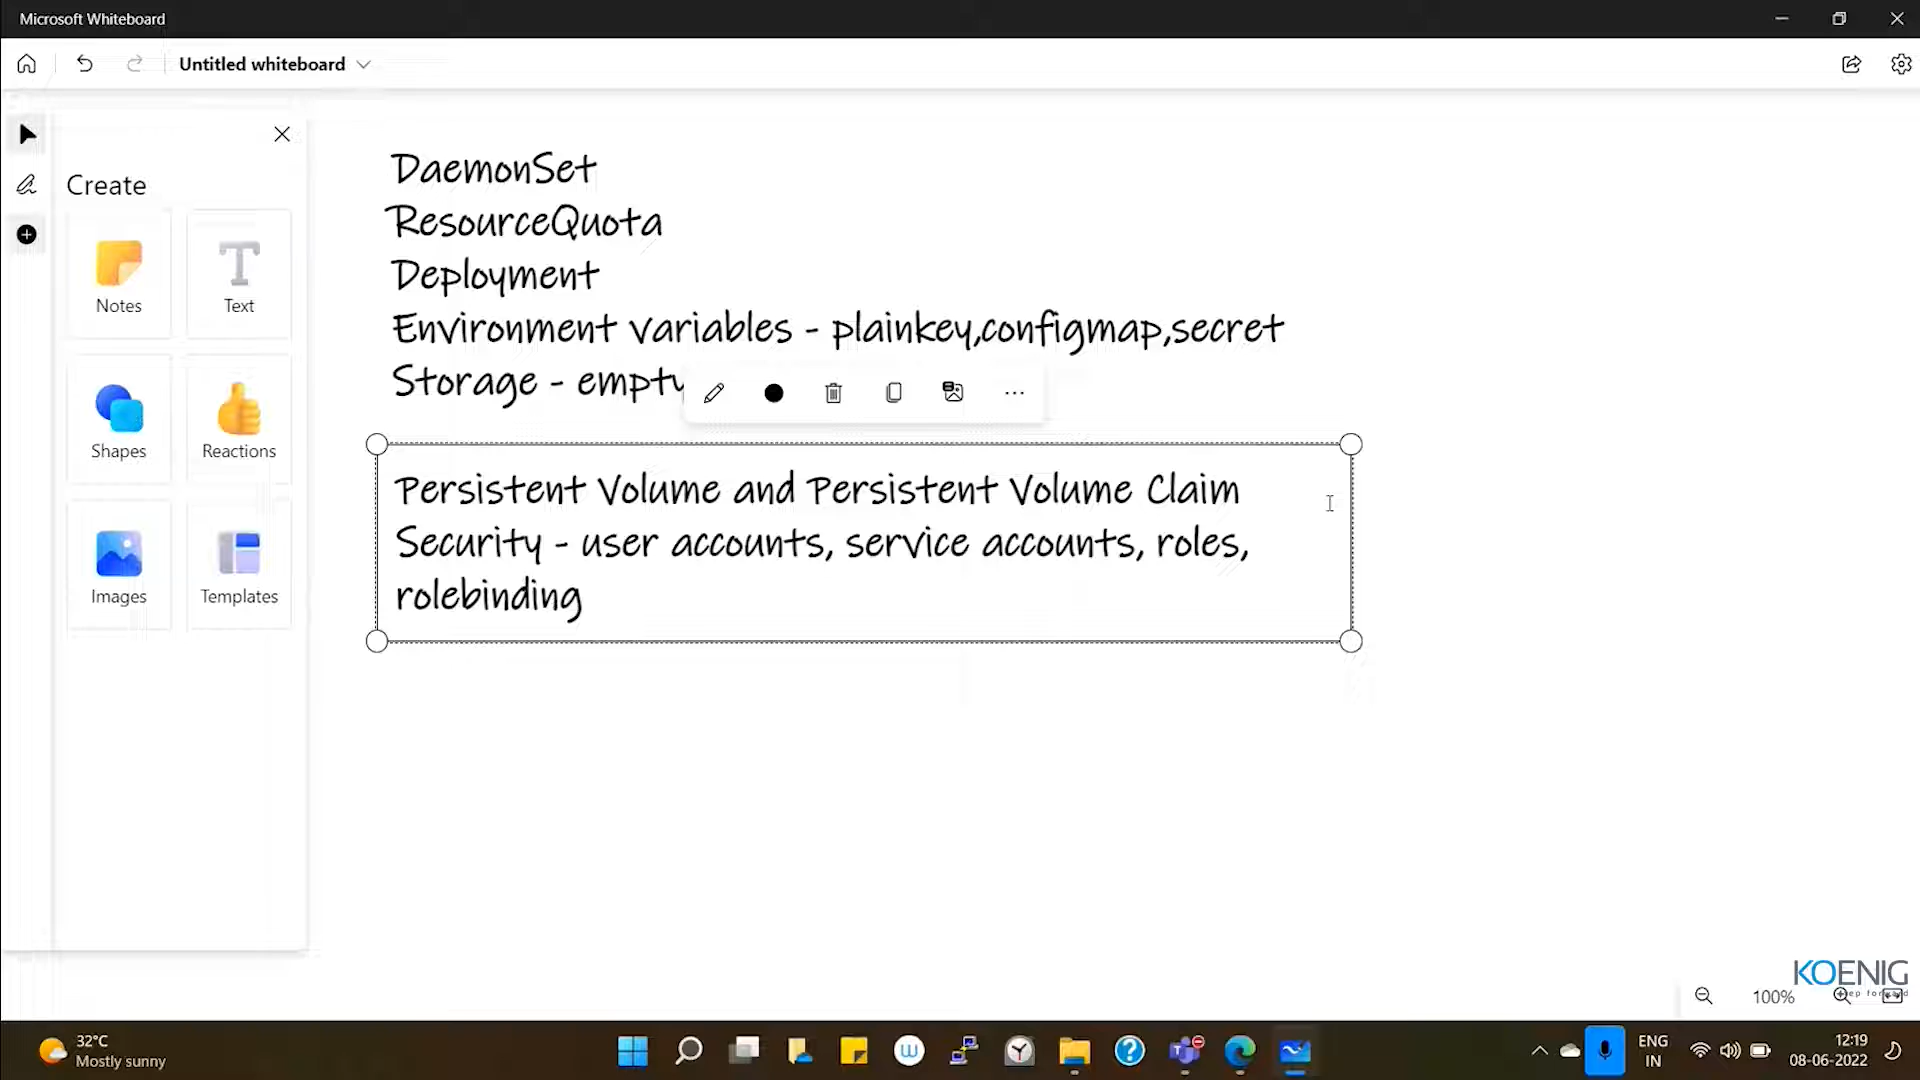 Microsoft Whiteboard
Untitled whiteboard
Create
Notes
Text
Shapes
Reactions
Images
Templates
DaemonSet
ResourceQuota
Deployment
Environment variables - plainkey,configmap,secret
Storage - empty
Persistent Volume and Persistent Volume Claim
Security - user accounts, service accounts, roles,
rolebinding
KOENIG
100%
32°C
Mostly sunny
ENG
IN
12:19
08-06-2022